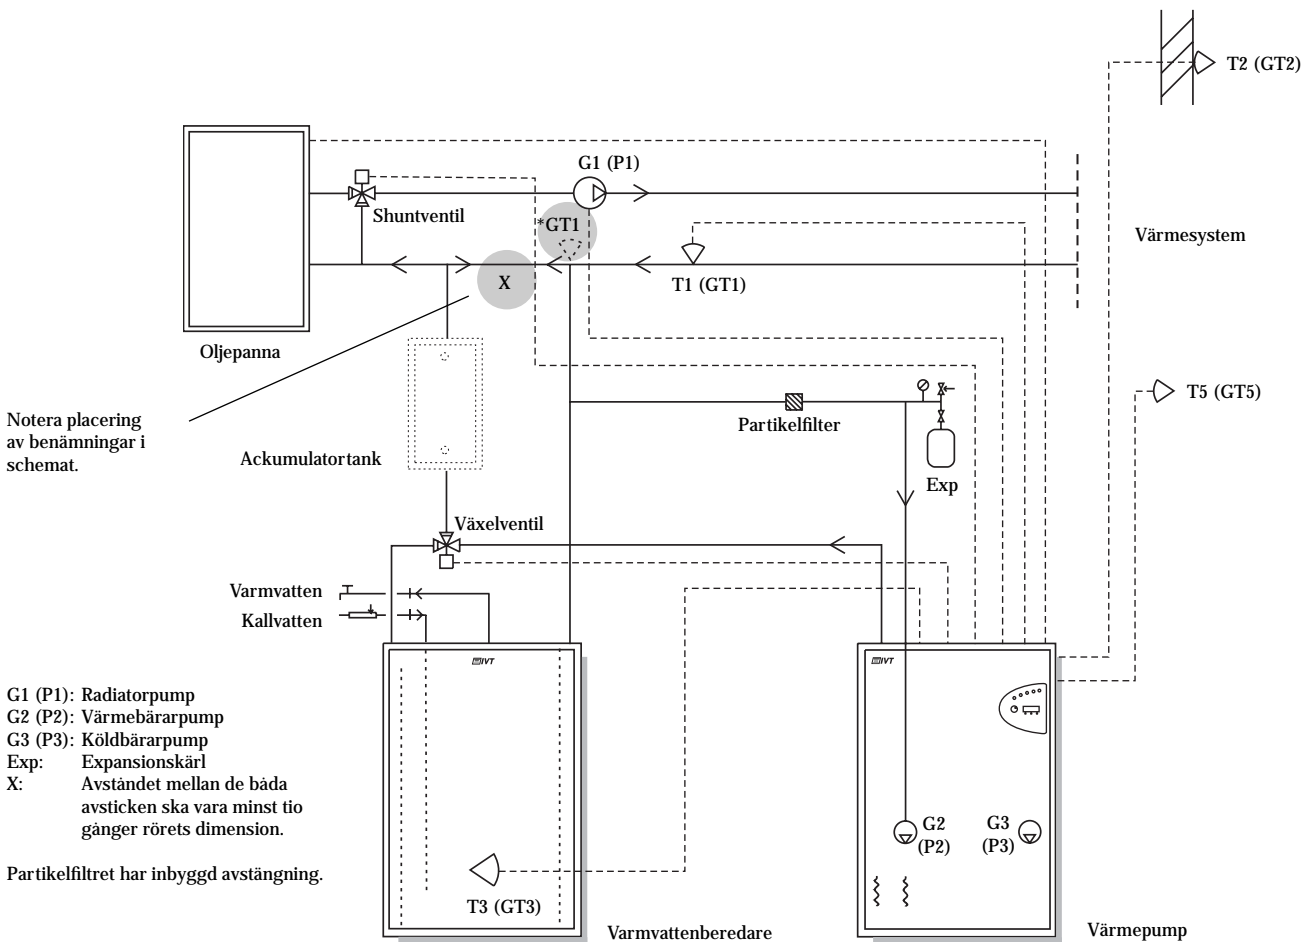 T2 (GT2)
G1 (P1)
Shuntventil
*GT1
Värmesystem
X
T1 (GT1)
Oljepanna
T5 (GT5)
Notera placering
av benämningar i
schemat.
Partikelfilter
Ackumulatortank
Exp
Växelventil
Varmvatten
Kallvatten
IVT
IVT
G1 (P1): Radiatorpump
G2 (P2): Värmebärarpump
G3 (P3): Köldbärarpump
Exp: Expansionskärl
X: Avståndet mellan de båda
avsticken ska vara minst tio
gånger rörets dimension.
G2
(P2)
G3
(P3)
Partikelfiltret har inbyggd avstängning.
T3 (GT3)
Varmvattenberedare
Värmepump